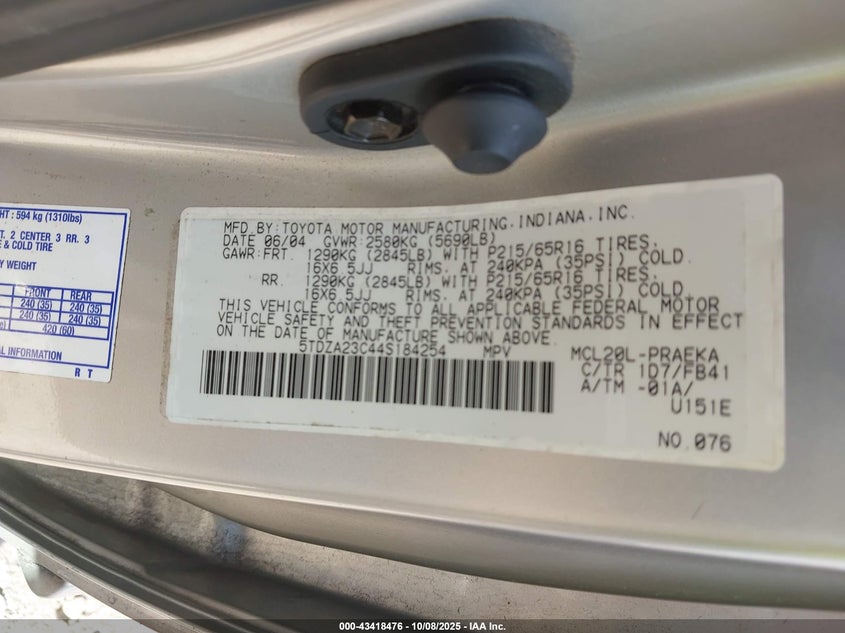 HT : 594 kg (1310lbs)
T. 2 CENTER 3 RR. 3
E & COLD TIRE
Y WEIGHT
FRONT REAR
240 (35) 240 (35)
240 (35) 240 (35)
420 (60)
AL INFORMATION
R T
MFD.BY:TOYOTA MOTOR MANUFACTURING.INDIANA.INC.
DATE 06/04 GVWR:2580KG (5690LB)
GAWR:FRT. 1290KG (2845LB) WITH P215/65R16 TIRES.
16X6.5JJ RIMS. AT 240KPA (35PSI) COLD.
RR. 1290KG (2845LB) WITH P215/65R16 TIRES.
16X6.5JJ RIMS. AT 240KPA (35PSI) COLD.
THIS VEHICLE CONFORMS TO ALL APPLICABLE FEDERAL MOTOR
VEHICLE SAFETY AND THEFT PREVENTION STANDARDS IN EFFECT
ON THE DATE OF MANUFACTURE SHOWN ABOVE.
5TDZA23C44S184254 MPV MCL20L-PRAEKA
C/TR 1D7/FB41
A/TM -01A/
U151E
NO.076
000-43418476 | 10/08/2025 | IAA Inc.